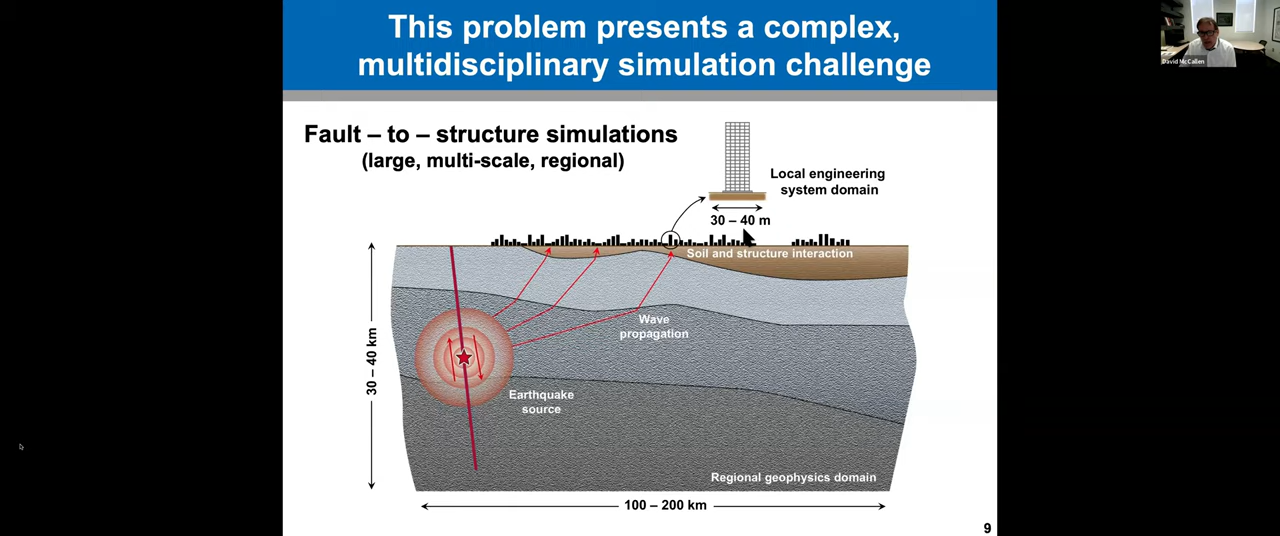 This problem presents a complex,
multidisciplinary simulation challenge
David McCallen
Fault – to – structure simulations
(large, multi-scale, regional)
Local engineering
system domain
30 – 40 m
Soil and structure interaction
Wave
propagation
30 – 40 km
Earthquake
source
Regional geophysics domain
100 – 200 km
9